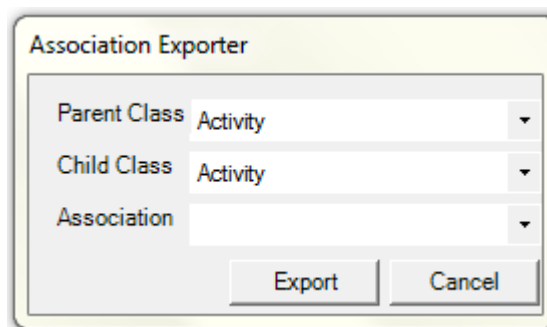 Association Exporter
Parent Class Activity
Child Class Activity
Association
Export Cancel